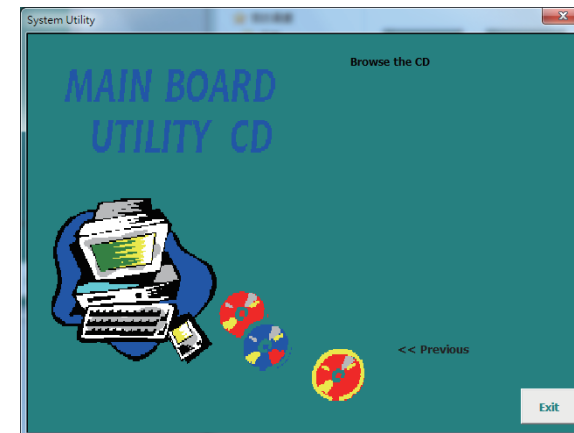 System Utility
Browse the CD
MAIN BOARD
UTILITY CD
<< Previous
Exit